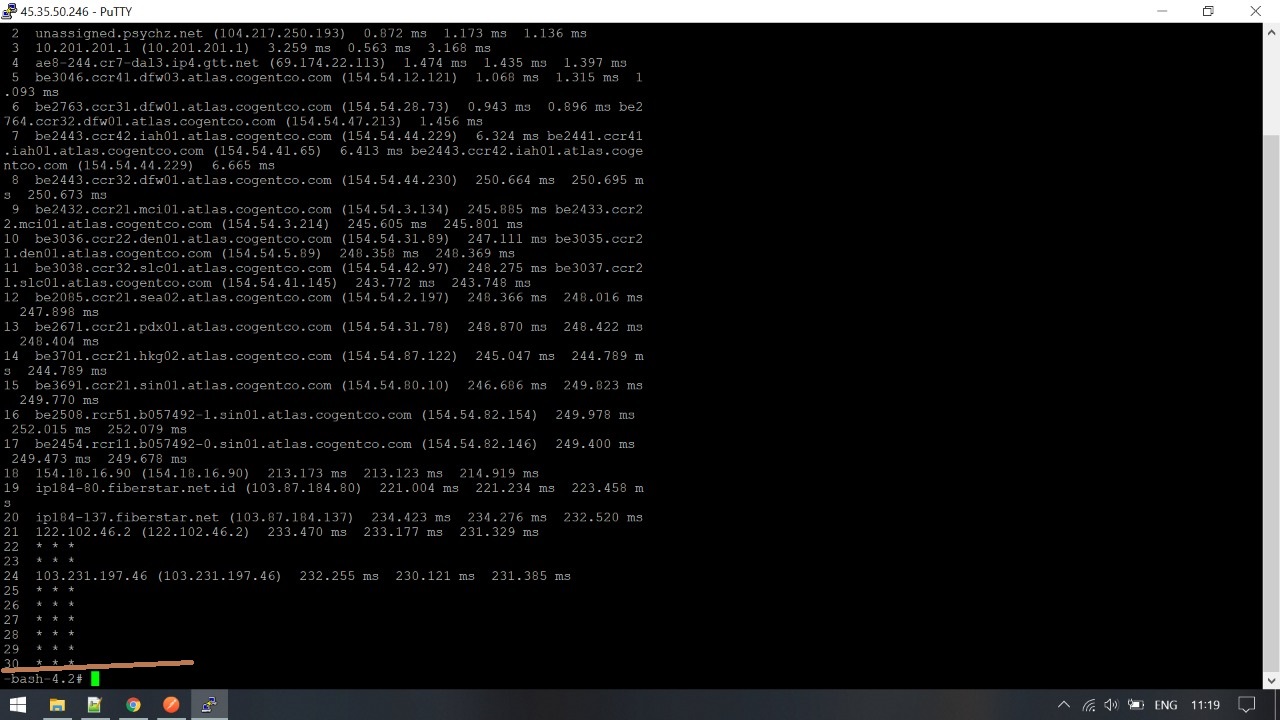 45.35.50.246 - PuTTY
2 unassigned.psychz.net (104.217.250.193) 0.872 ms 1.173 ms 1.136 ms
3 10.201.201.1 (10.201.201.1) 3.259 ms 0.563 ms 3.168 ms
4 ae8-244.cr7-dal3.ip4.gtt.net (69.174.22.113) 1.474 ms 1.435 ms 1.397 ms
5 be3046.ccr41.dfw03.atlas.cogentco.com (154.54.12.121) 1.068 ms 1.315 ms 1
.093 ms
6 be2763.ccr31.dfw01.atlas.cogentco.com (154.54.28.73) 0.943 ms 0.896 ms be2
764.ccr32.dfw01.atlas.cogentco.com (154.54.47.213) 1.456 ms
7 be2443.ccr42.iah01.atlas.cogentco.com (154.54.44.229) 6.324 ms be2441.ccr41
.iah01.atlas.cogentco.com (154.54.41.65) 6.413 ms be2443.ccr42.iah01.atlas.coge
ntco.com (154.54.44.229) 6.665 ms
8 be2443.ccr32.dfw01.atlas.cogentco.com (154.54.44.230) 250.664 ms 250.695 m
s 250.673 ms
9 be2432.ccr21.mci01.atlas.cogentco.com (154.54.3.134) 245.885 ms be2433.ccr2
2.mci01.atlas.cogentco.com (154.54.3.214) 245.605 ms 245.801 ms
10 be3036.ccr22.den01.atlas.cogentco.com (154.54.31.89) 247.111 ms be3035.ccr2
1.den01.atlas.cogentco.com (154.54.5.89) 248.358 ms 248.369 ms
11 be3038.ccr32.slc01.atlas.cogentco.com (154.54.42.97) 248.275 ms be3037.ccr2
1.slc01.atlas.cogentco.com (154.54.41.145) 243.772 ms 243.748 ms
12 be2085.ccr21.sea02.atlas.cogentco.com (154.54.2.197) 248.366 ms 248.016 ms
247.898 ms
13 be2671.ccr21.pdx01.atlas.cogentco.com (154.54.31.78) 248.870 ms 248.422 ms
248.404 ms
14 be3701.ccr21.hkg02.atlas.cogentco.com (154.54.87.122) 245.047 ms 244.789 m
s 244.789 ms
15 be3691.ccr21.sin01.atlas.cogentco.com (154.54.80.10) 246.686 ms 249.823 ms
249.770 ms
16 be2508.rcr51.b057492-1.sin01.atlas.cogentco.com (154.54.82.154) 249.978 ms
252.015 ms 252.079 ms
17 be2454.rcr11.b057492-0.sin01.atlas.cogentco.com (154.54.82.146) 249.400 ms
249.473 ms 249.678 ms
18 154.18.16.90 (154.18.16.90) 213.173 ms 213.123 ms 214.919 ms
19 ip184-80.fiberstar.net.id (103.87.184.80) 221.004 ms 221.234 ms 223.458 m
s
20 ip184-137.fiberstar.net (103.87.184.137) 234.423 ms 234.276 ms 232.520 ms
21 122.102.46.2 (122.102.46.2) 233.470 ms 233.177 ms 231.329 ms
22 * * *
23 * * *
24 103.231.197.46 (103.231.197.46) 232.255 ms 230.121 ms 231.385 ms
25 * * *
26 * * *
27 * * *
28 * * *
29 * * *
30 * * *
-bash-4.2#
ENG 11:19